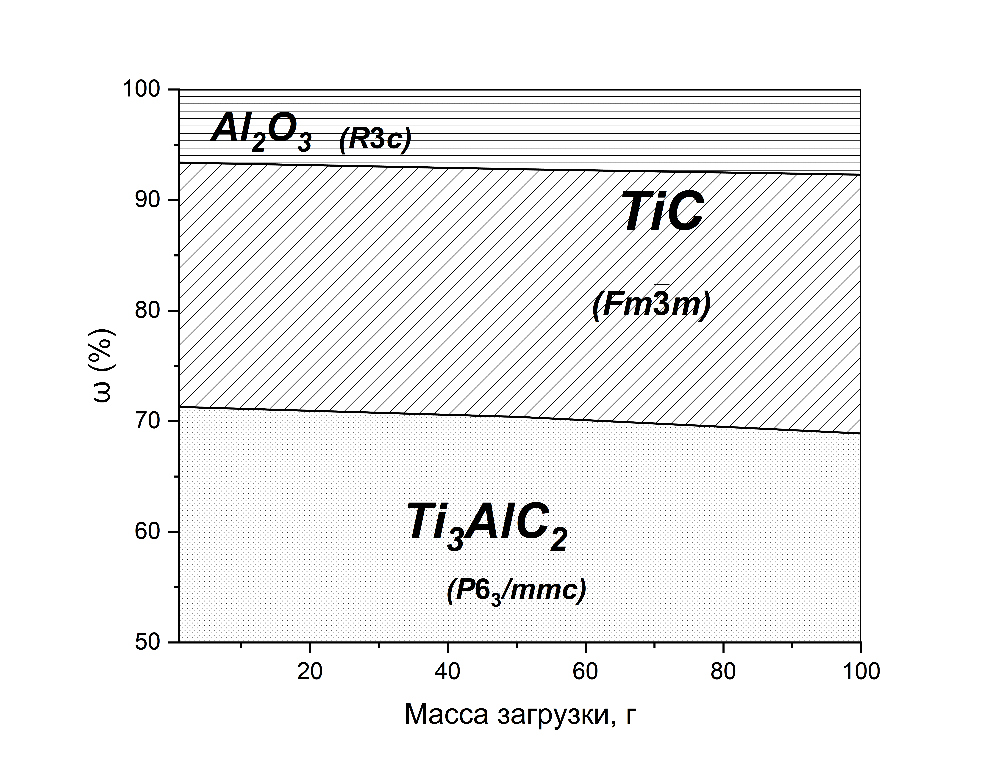 100
Al₂O₃ (R3c)
90
TiC
80
(Fm3̅m)
ω (%)
70
60
Ti₃AlC₂
(P6₃/mmc)
50
20 40 60 80 100
Масса загрузки, г